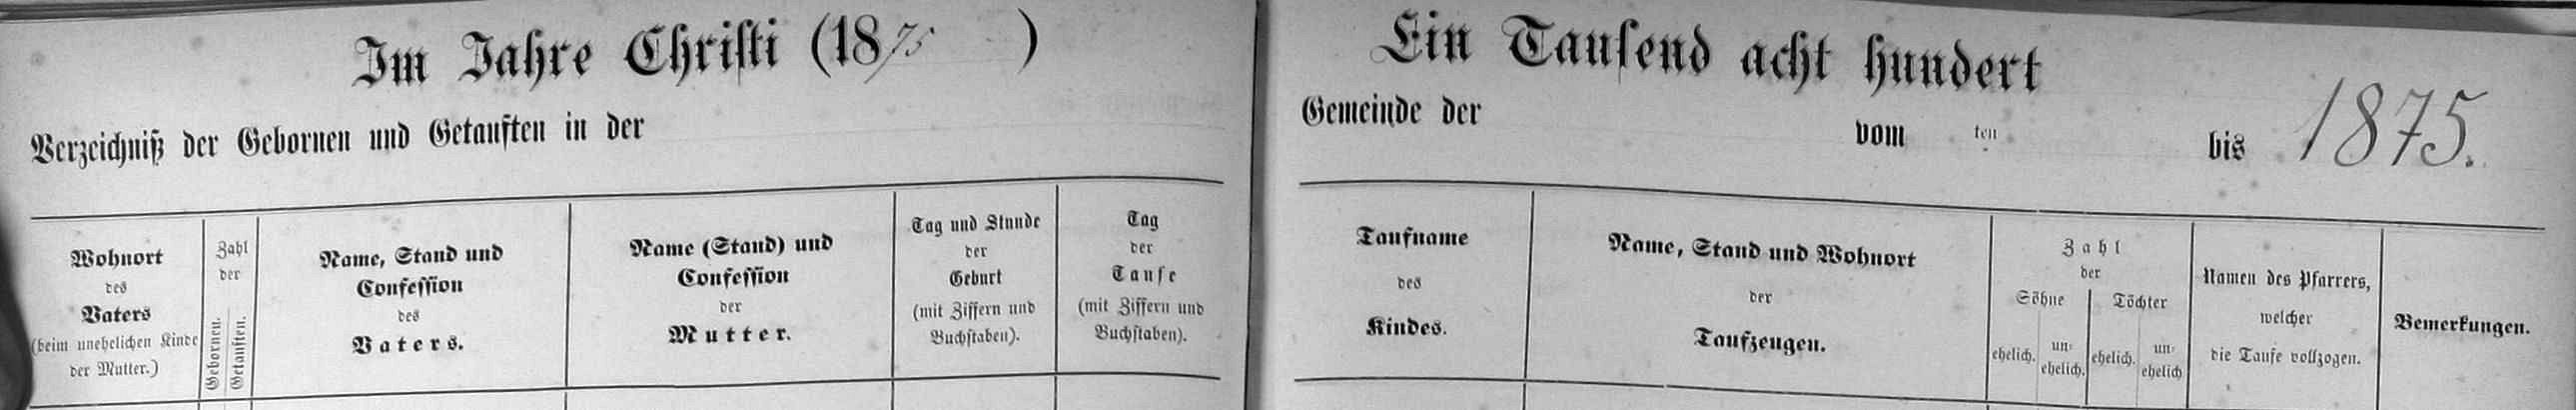 Im Jahre Christi (1875 )
Verzeichniß der Gebornen und Getauften in der
Wohnort
des
Vaters
(beim unehelichen Kinde
der Mutter.)
Zahl
der
Gebornen.
Getauften.
Name, Stand und
Confession
des
Vaters.
Name (Stand) und
Confession
der
Mutter.
Tag und Stunde
der
Geburt
(mit Ziffern und
Buchstaben).
Tag
der
Taufe
(mit Ziffern und
Buchstaben).
Ein Tausend acht hundert
Gemeinde der vom ten bis 1875.
Taufname
des
Kindes.
Name, Stand und Wohnort
der
Taufzeugen.
Zahl
der
Söhne
ehelich.
un-
ehelich.
Töchter
ehelich.
un-
ehelich
Namen des Pfarrers,
welcher
die Taufe vollzogen.
Bemerkungen.